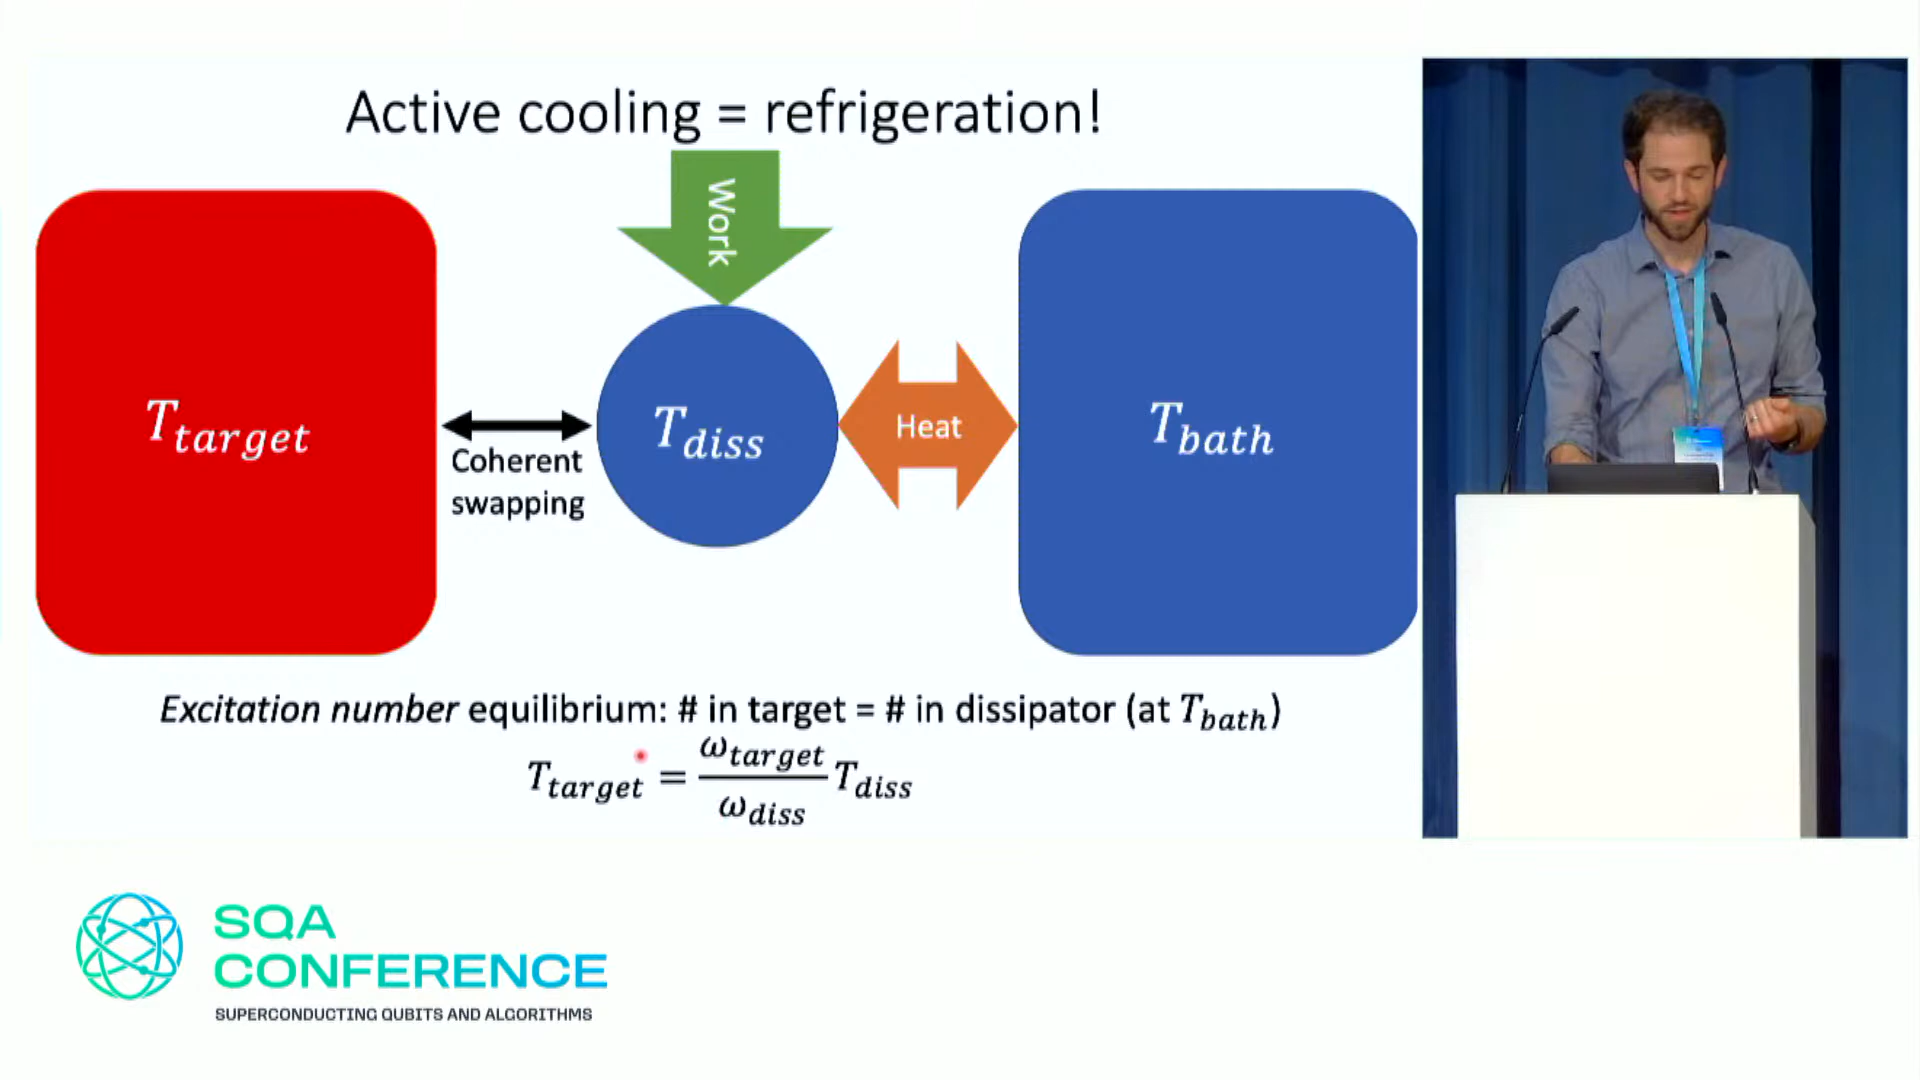 Active cooling = refrigeration!
Work
T_target
Coherent
swapping
T_diss
Heat
T_bath
Excitation number equilibrium: # in target = # in dissipator (at T_bath)
T_target = ω_target / ω_diss T_diss
SQA
CONFERENCE
SUPERCONDUCTING QUBITS AND ALGORITHMS